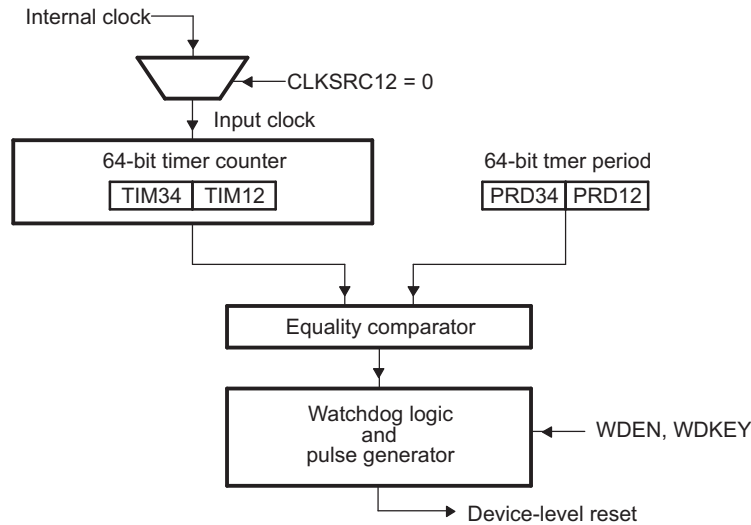 Internal clock
CLKSRC12 = 0
Input clock
64-bit timer counter
TIM34 TIM12
64-bit tmer period
PRD34 PRD12
Equality comparator
Watchdog logic
and
pulse generator
WDEN, WDKEY
Device-level reset